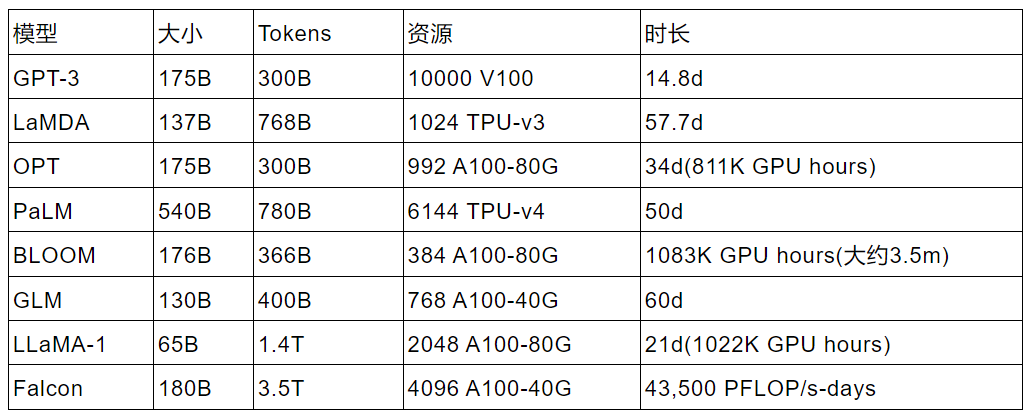 模型 大小 Tokens 资源 时长
GPT-3 175B 300B 10000 V100 14.8d
LaMDA 137B 768B 1024 TPU-v3 57.7d
OPT 175B 300B 992 A100-80G 34d(811K GPU hours)
PaLM 540B 780B 6144 TPU-v4 50d
BLOOM 176B 366B 384 A100-80G 1083K GPU hours(大约3.5m)
GLM 130B 400B 768 A100-40G 60d
LLaMA-1 65B 1.4T 2048 A100-80G 21d(1022K GPU hours)
Falcon 180B 3.5T 4096 A100-40G 43,500 PFLOP/s-days